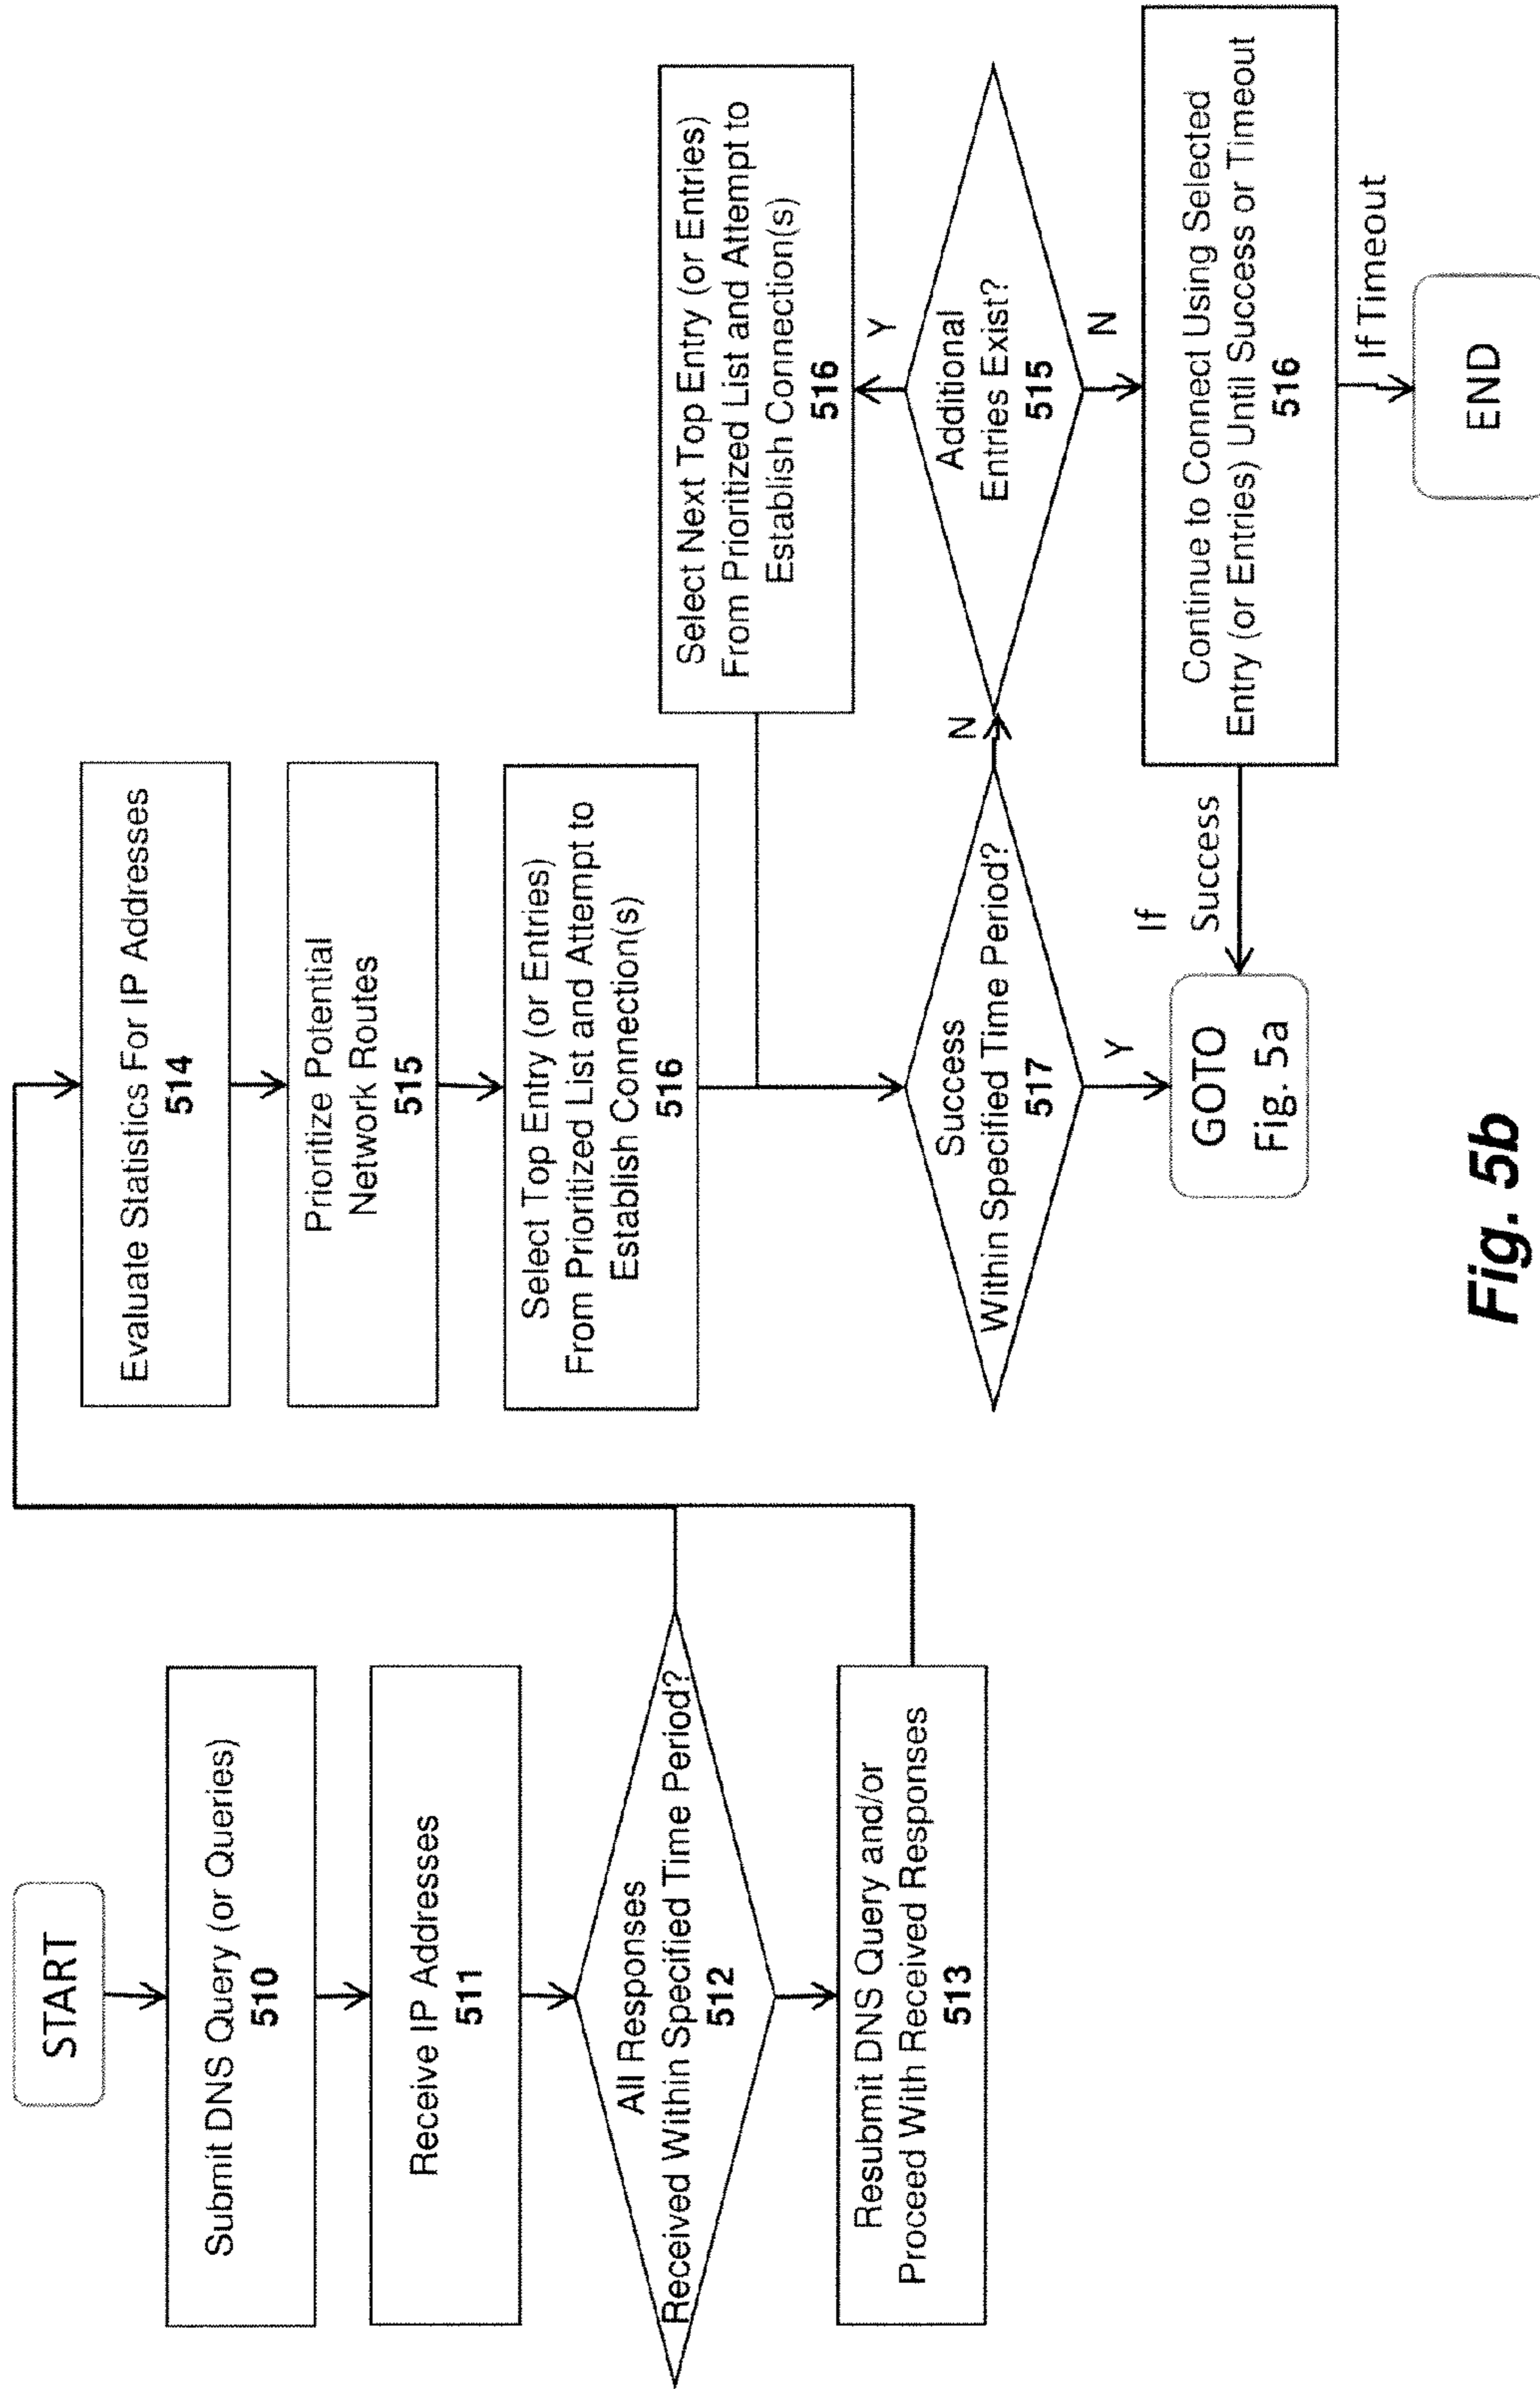 START
Submit DNS Query (or Queries)
510
Receive IP Addresses
511
All Responses
Received Within Specified Time Period?
512
Resubmit DNS Query and/or
Proceed With Received Responses
513
Evaluate Statistics For IP Addresses
514
Prioritize Potential
Network Routes
515
Select Top Entry (or Entries)
From Prioritized List and Attempt to
Establish Connection(s)
516
Success
Within Specified Time Period?
517
Y
GOTO
Fig. 5a
N
Select Next Top Entry (or Entries)
From Prioritized List and Attempt to
Establish Connection(s)
516
Y
Additional
Entries Exist?
515
N
Continue to Connect Using Selected
Entry (or Entries) Until Success or Timeout
516
If
Success
If Timeout
END
Fig. 5b